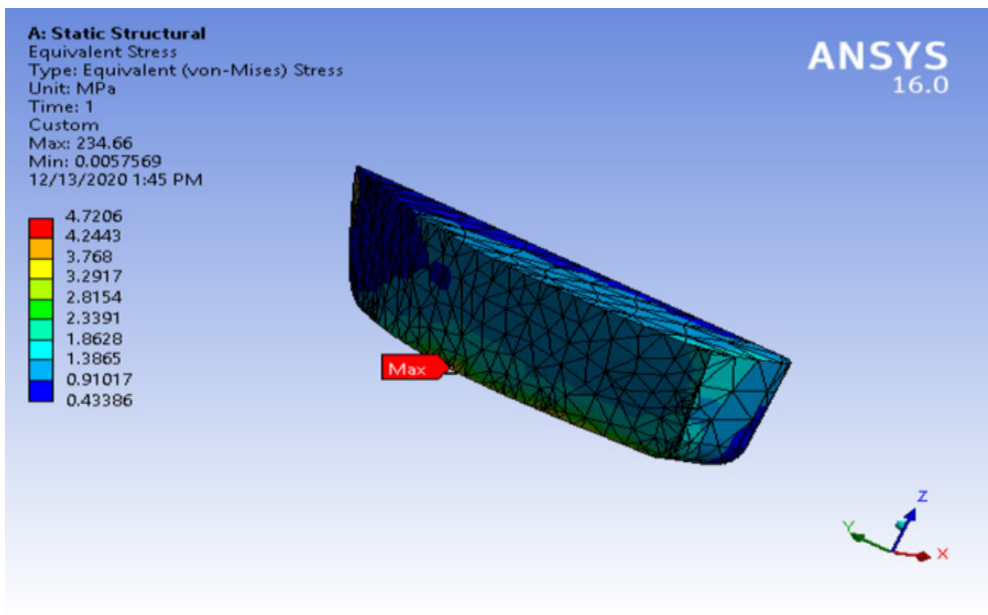 A: Static Structural
Equivalent Stress
Type: Equivalent (von-Mises) Stress
Unit: MPa
Time: 1
Custom
Max: 234.66
Min: 0.0057569
12/13/2020 1:45 PM
ANSYS
16.0
4.7206
4.2443
3.768
3.2917
2.8154
2.3391
1.8628
1.3865
0.91017
0.43386
Max
Z
Y
X